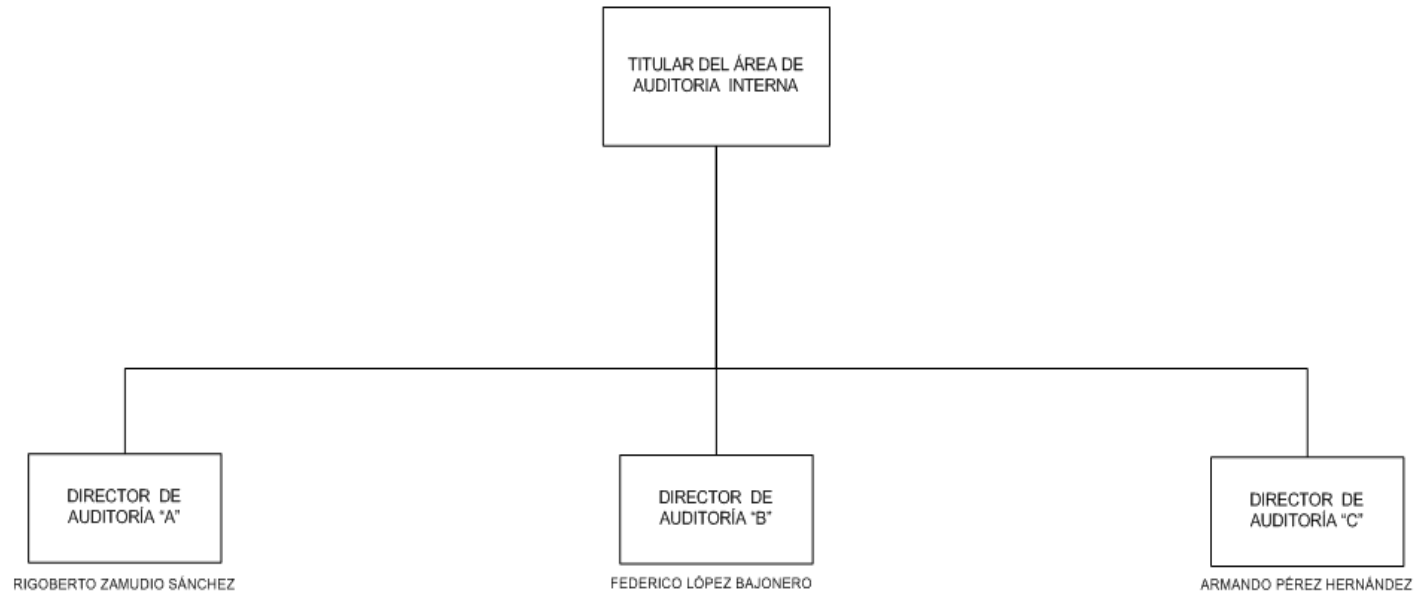 TITULAR DEL ÁREA DE
AUDITORIA INTERNA
DIRECTOR DE
AUDITORÍA “A”
RIGOBERTO ZAMUDIO SÁNCHEZ
DIRECTOR DE
AUDITORÍA “B”
FEDERICO LÓPEZ BAJONERO
DIRECTOR DE
AUDITORÍA “C”
ARMANDO PÉREZ HERNÁNDEZ